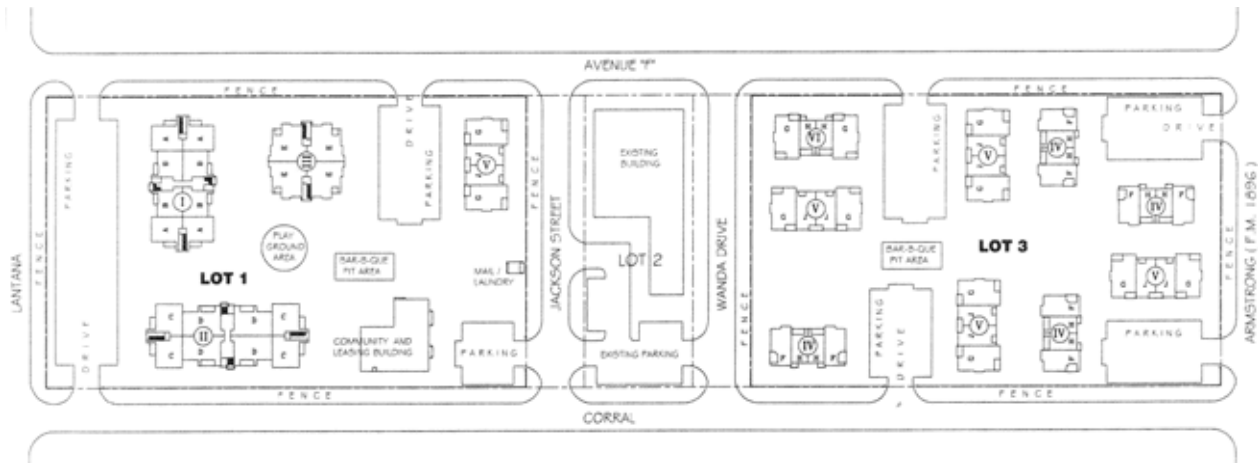 AVENUE "F"
FENCE
FENCE
FENCE
PARKING
DRIVE
PARKING
DRIVE
PARKING
PARKING
DRIVE
EXISTING
BUILDING
I
III
V
VI
V
IV
PLAY
GROUND
AREA
BAR-B-QUE
PIT AREA
LOT 1
MAIL /
LAUNDRY
LOT 2
V
BAR-B-QUE
PIT AREA
LOT 3
IV
V
LANTANA
FENCE
JACKSON STREET
WANDA DRIVE
FENCE
FENCE
ARMSTRONG ( F.M. 1896 )
DRIVE
II
COMMUNITY AND
LEASING BUILDING
PARKING
EXISTING PARKING
IV
PARKING
DRIVE
V
IV
PARKING
FENCE
FENCE
CORRAL